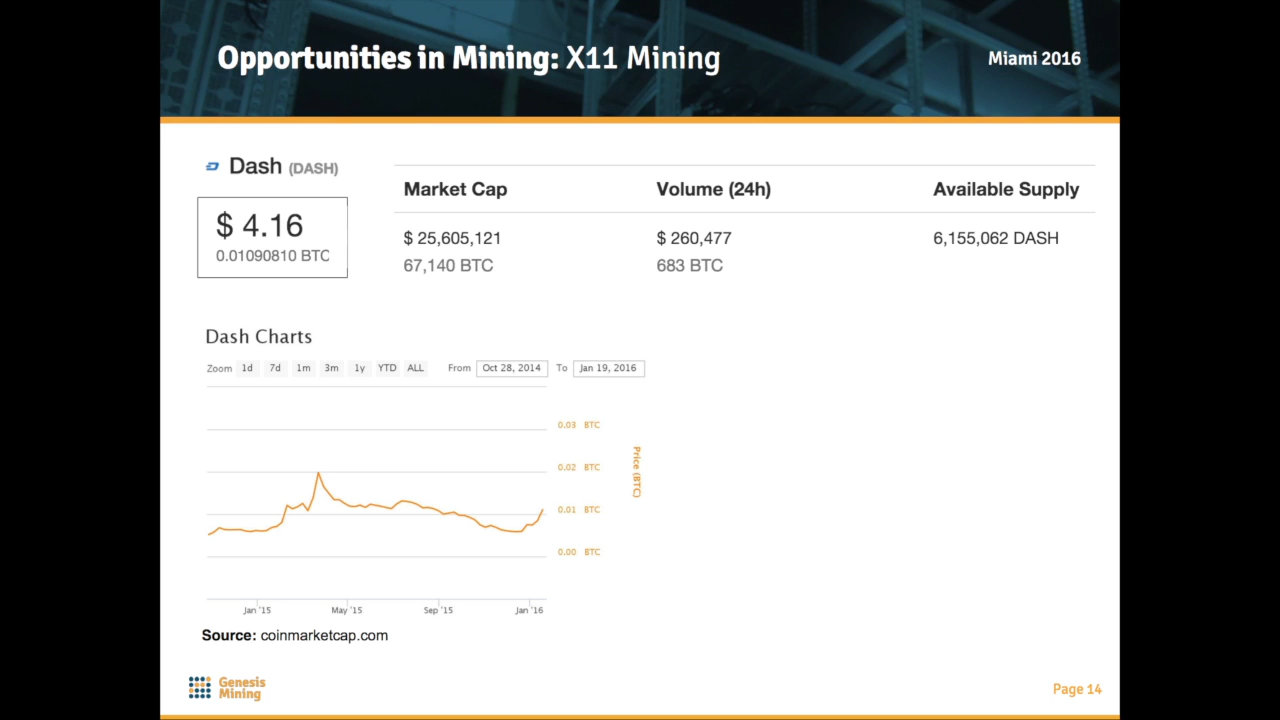 Opportunities in Mining: X11 Mining
Miami 2016
Dash (DASH)
$ 4.16
0.01090810 BTC
Market Cap Volume (24h) Available Supply
$ 25,605,121 $ 260,477 6,155,062 DASH
67,140 BTC 683 BTC
Dash Charts
Zoom 1d 7d 1m 3m 1y YTD ALL From Oct 28, 2014 To Jan 19, 2016
0.03 BTC
0.02 BTC
0.01 BTC
0.00 BTC
Price (BTC)
Jan '15 May '15 Sep '15 Jan '16
Source: coinmarketcap.com
Genesis
Mining
Page 14